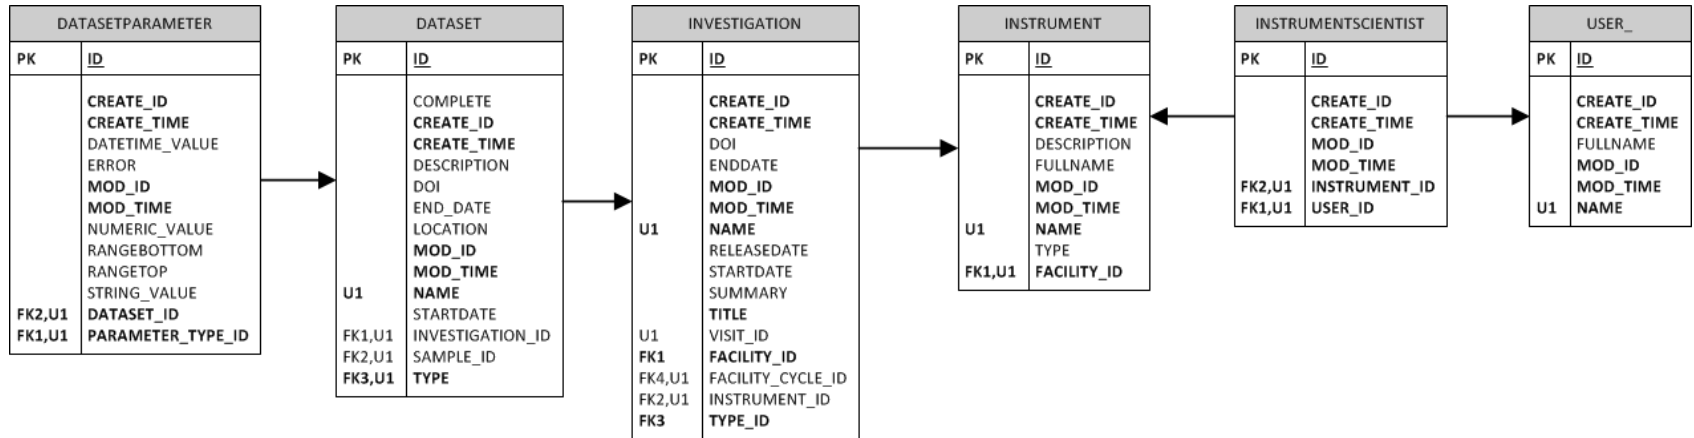 DATASETPARAMETER
PK ID
CREATE_ID
CREATE_TIME
DATETIME_VALUE
ERROR
MOD_ID
MOD_TIME
NUMERIC_VALUE
RANGEBOTTOM
RANGETOP
STRING_VALUE
FK2,U1 DATASET_ID
FK1,U1 PARAMETER_TYPE_ID
DATASET
PK ID
COMPLETE
CREATE_ID
CREATE_TIME
DESCRIPTION
DOI
END_DATE
LOCATION
MOD_ID
MOD_TIME
U1 NAME
STARTDATE
FK1,U1 INVESTIGATION_ID
FK2,U1 SAMPLE_ID
FK3,U1 TYPE
INVESTIGATION
PK ID
CREATE_ID
CREATE_TIME
DOI
ENDDATE
MOD_ID
MOD_TIME
U1 NAME
RELEASEDATE
STARTDATE
SUMMARY
TITLE
U1 VISIT_ID
FK1 FACILITY_ID
FK4,U1 FACILITY_CYCLE_ID
FK2,U1 INSTRUMENT_ID
FK3 TYPE_ID
INSTRUMENT
PK ID
CREATE_ID
CREATE_TIME
DESCRIPTION
FULLNAME
MOD_ID
MOD_TIME
U1 NAME
TYPE
FK1,U1 FACILITY_ID
INSTRUMENTSCIENTIST
PK ID
CREATE_ID
CREATE_TIME
MOD_ID
MOD_TIME
FK2,U1 INSTRUMENT_ID
FK1,U1 USER_ID
USER_
PK ID
CREATE_ID
CREATE_TIME
FULLNAME
MOD_ID
MOD_TIME
U1 NAME